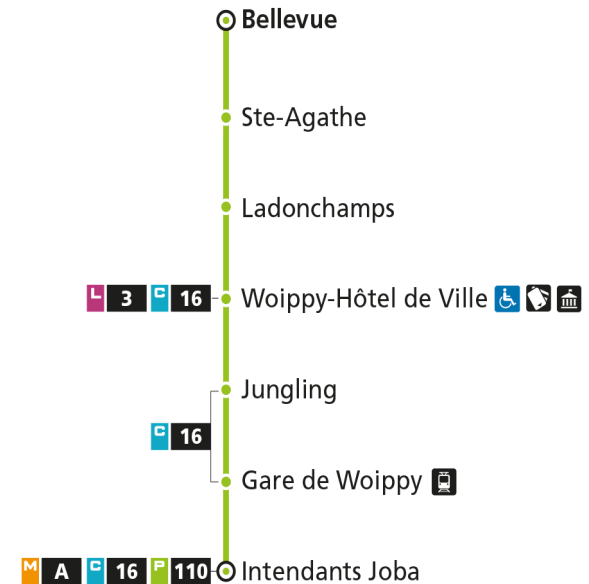 Bellevue
Ste-Agathe
Ladonchamps
L 3 C 16 Woippy-Hôtel de Ville
Jungling
C 16
Gare de Woippy
M A C 16 P 110 Intendants Joba